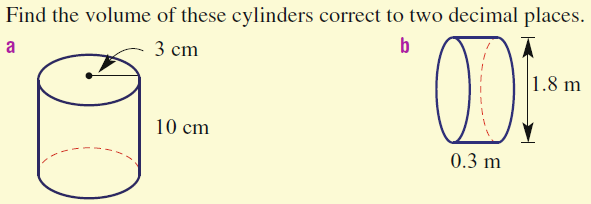 Find the volume of these cylinders correct to two decimal places.
a
3 cm
10 cm
b
1.8 m
0.3 m